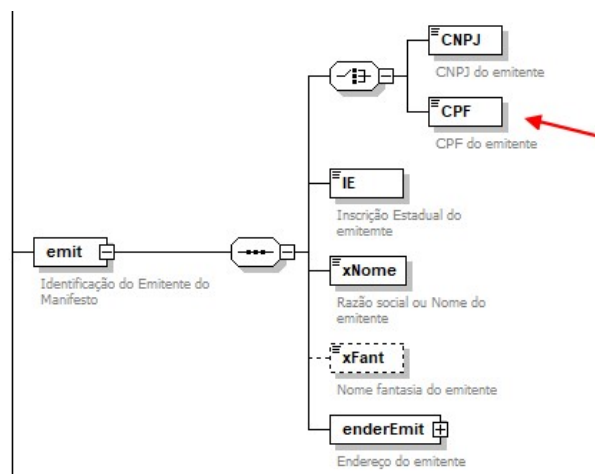 CNPJ
CNPJ do emitente
CPF
CPF do emitente
IE
Inscrição Estadual do
emitemte
emit
Identificação do Emitente do
Manifesto
xNome
Razão social ou Nome do
emitente
xFant
Nome fantasia do emitente
enderEmit
Endereço do emitente